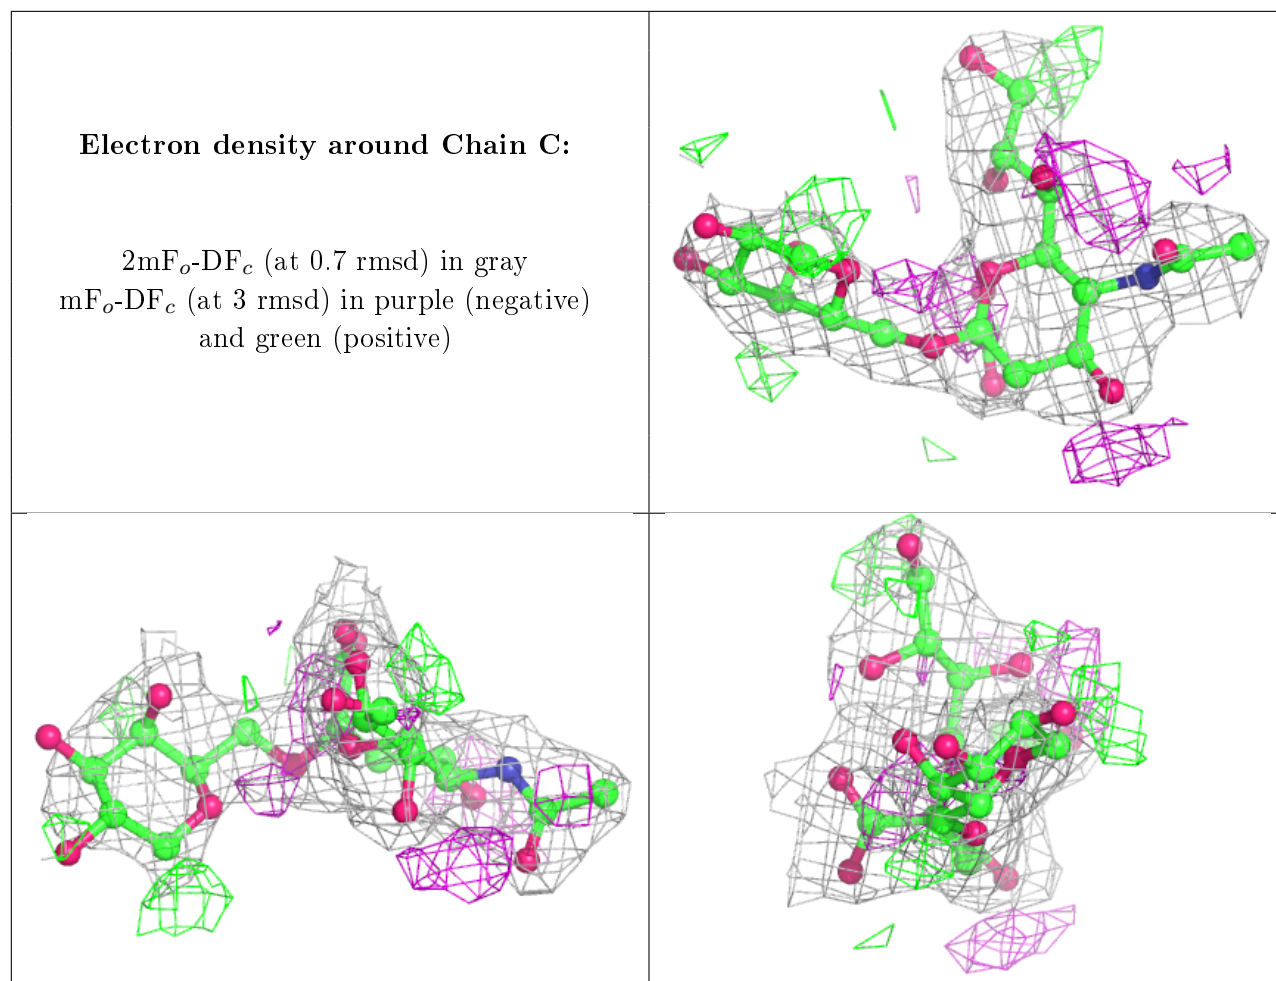 Electron density around Chain C:
2mFₒ-DF𝒸 (at 0.7 rmsd) in gray
mFₒ-DF𝒸 (at 3 rmsd) in purple (negative)
and green (positive)